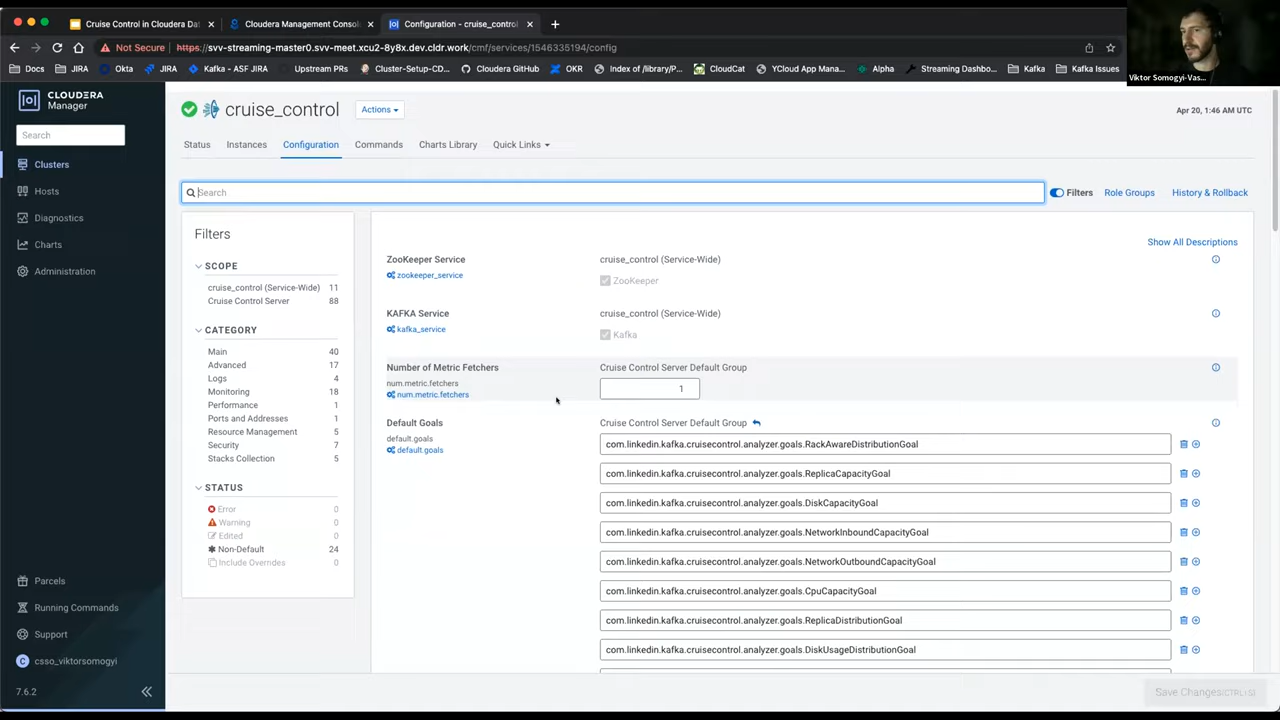 Cruise Control in Cloudera Dat
Cloudera Management Consol
Configuration - cruise_control
Not Secure
https://svv-streaming-master0.svv-meet.xcu2-8y8x.dev.cldr.work/cmf/services/1546335194/config
Docs
JIRA
Okta
JIRA
Kafka - ASF JIRA
Upstream PRs
Cluster-Setup-CD...
Cloudera GitHub
OKR
Index of /library/P...
CloudCat
YCloud App Mana...
Alpha
Streaming Dashbo...
Kafka
Kafka Issues
Viktor Somogyi-Vas...
CLOUDERA
Manager
Search
Clusters
Hosts
Diagnostics
Charts
Administration
Parcels
Running Commands
Support
C
csso_viktorsomogyi
7.6.2
cruise_control
Actions
Apr 20, 1:46 AM UTC
Status
Instances
Configuration
Commands
Charts Library
Quick Links
Search
Filters
Role Groups
History & Rollback
Filters
SCOPE
cruise_control (Service-Wide) 11
Cruise Control Server 88
CATEGORY
Main 40
Advanced 17
Logs 4
Monitoring 18
Performance 1
Ports and Addresses 1
Resource Management 5
Security 7
Stacks Collection 5
STATUS
Error 0
Warning 0
Edited 0
Non-Default 24
Include Overrides 0
Show All Descriptions
ZooKeeper Service
zookeeper_service
cruise_control (Service-Wide)
ZooKeeper
KAFKA Service
kafka_service
cruise_control (Service-Wide)
Kafka
Number of Metric Fetchers
num.metric.fetchers
num.metric.fetchers
Cruise Control Server Default Group
1
Default Goals
default.goals
default.goals
Cruise Control Server Default Group
com.linkedin.kafka.cruisecontrol.analyzer.goals.RackAwareDistributionGoal
com.linkedin.kafka.cruisecontrol.analyzer.goals.ReplicaCapacityGoal
com.linkedin.kafka.cruisecontrol.analyzer.goals.DiskCapacityGoal
com.linkedin.kafka.cruisecontrol.analyzer.goals.NetworkInboundCapacityGoal
com.linkedin.kafka.cruisecontrol.analyzer.goals.NetworkOutboundCapacityGoal
com.linkedin.kafka.cruisecontrol.analyzer.goals.CpuCapacityGoal
com.linkedin.kafka.cruisecontrol.analyzer.goals.ReplicaDistributionGoal
com.linkedin.kafka.cruisecontrol.analyzer.goals.DiskUsageDistributionGoal
Save Changes(CTRL+S)